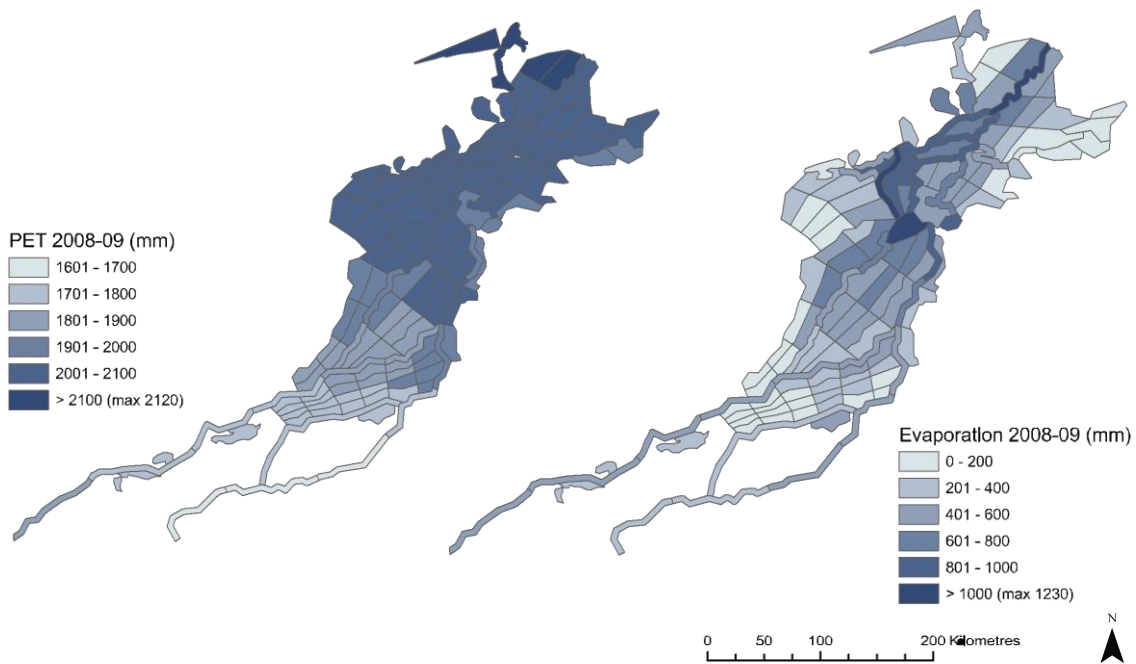 PET 2008-09 (mm)
1601 - 1700
1701 - 1800
1801 - 1900
1901 - 2000
2001 - 2100
> 2100 (max 2120)
Evaporation 2008-09 (mm)
0 - 200
201 - 400
401 - 600
601 - 800
801 - 1000
> 1000 (max 1230)
N
0 50 100 200 Kilometres